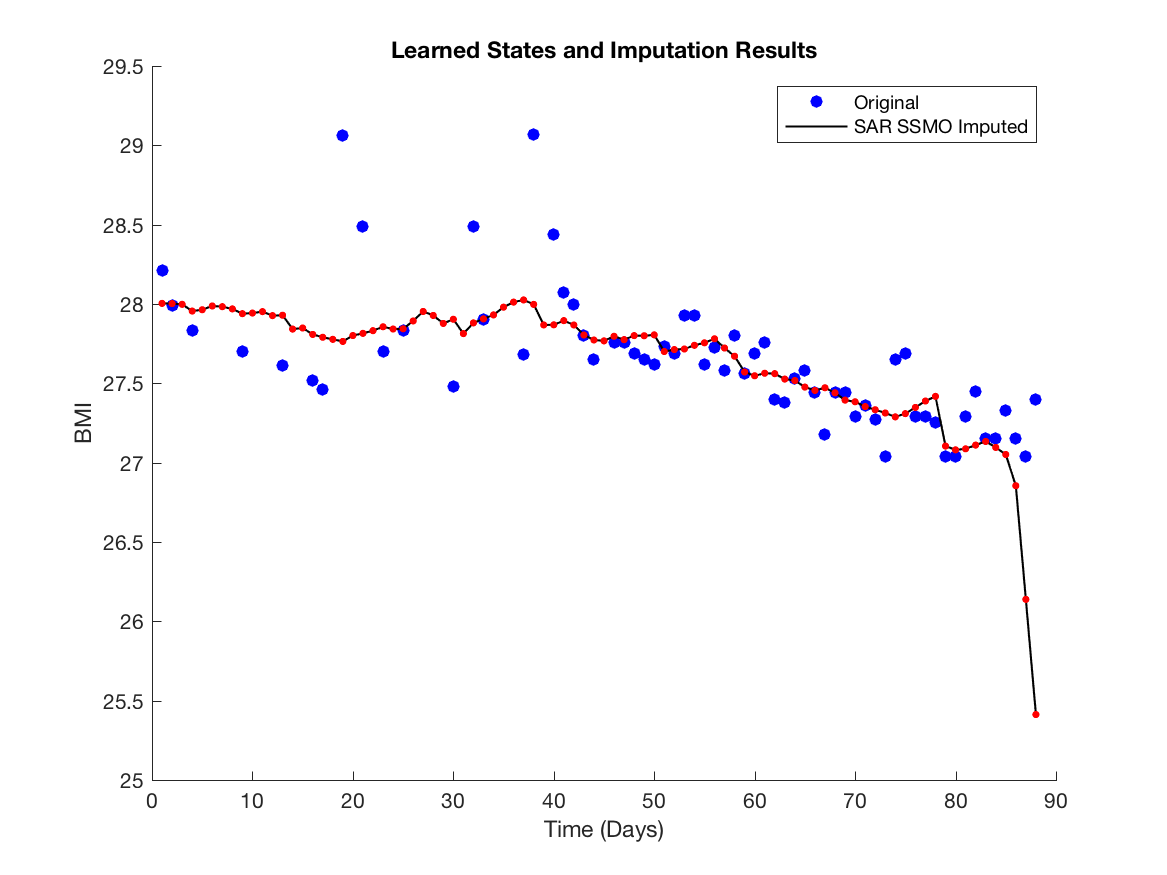 Learned States and Imputation Results
29.5
29
28.5
28
27.5
27
26.5
26
25.5
25
BMI
Original
SAR SSMO Imputed
0 10 20 30 40 50 60 70 80 90
Time (Days)